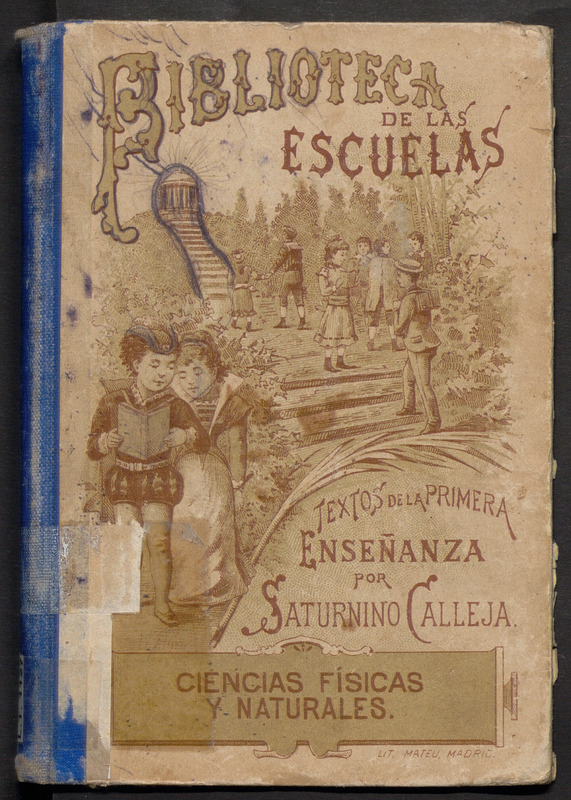 BIBLIOTECA
DE LAS
ESCUELAS
TEXTOS DE LA PRIMERA
ENSEÑANZA
POR
SATURNINO CALLEJA.
CIENCIAS FÍSICAS
Y NATURALES.
LIT. MATEU, MADRID.